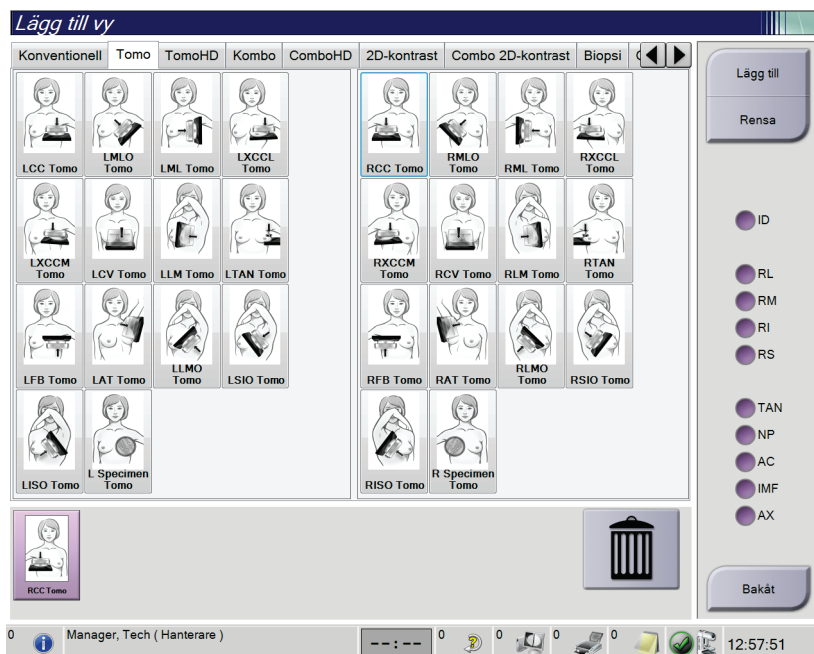 Lägg till vy
Konventionell Tomo TomoHD Kombo ComboHD 2D-kontrast Combo 2D-kontrast Biopsi
LCC Tomo
LMLO
Tomo
LML Tomo
LXCCL
Tomo
RCC Tomo
RMLO
Tomo
RML Tomo
RXCCL
Tomo
LXCCM
Tomo
LCV Tomo
LLM Tomo
LTAN Tomo
RXCCM
Tomo
RCV Tomo
RLM Tomo
RTAN
Tomo
LFB Tomo
LAT Tomo
LLMO
Tomo
LSIO Tomo
RFB Tomo
RAT Tomo
RLMO
Tomo
RSIO Tomo
LISO Tomo
L Specimen
Tomo
RISO Tomo
R Specimen
Tomo
RCC Tomo
Lägg till
Rensa
ID
RL
RM
RI
RS
TAN
NP
AC
IMF
AX
Bakåt
0 Manager, Tech ( Hanterare ) --:-- 0 0 0 0 12:57:51